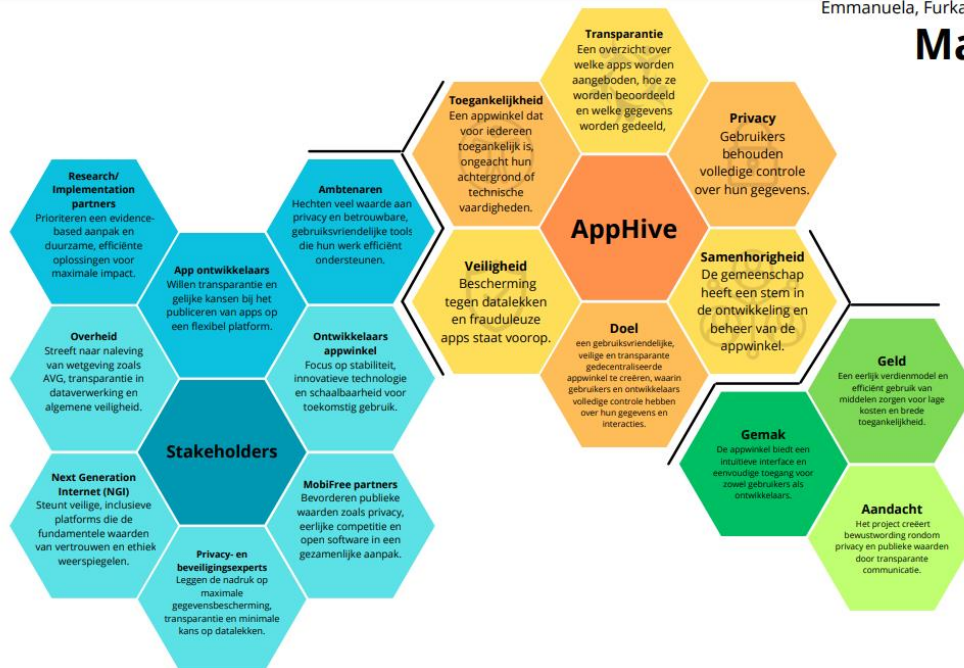 Emmanuela, Furka
Ma
Transparantie
Een overzicht over
welke apps worden
aangeboden, hoe ze
worden beoordeeld
en welke gegevens
worden gedeeld,
Toegankelijkheid
Een appwinkel dat
voor iedereen
toegankelijk is,
ongeacht hun
achtergrond of
technische
vaardigheden.
Privacy
Gebruikers
behouden
volledige controle
over hun gegevens.
AppHive
Veiligheid
Bescherming
tegen datalekken
en frauduleuze
apps staat voorop.
Samenhorigheid
De gemeenschap
heeft een stem in
de ontwikkeling en
beheer van de
appwinkel.
Doel
een gebruiksvriendelijke,
veilige en transparante
gedecentraliseerde
appwinkel te creëren, waarin
gebruikers en ontwikkelaars
volledige controle hebben
over hun gegevens en
interacties.
Research/
Implementation
partners
Prioriteren een evidence-
based aanpak en
duurzame, efficiënte
oplossingen voor
maximale impact.
Ambtenaren
Hechten veel waarde aan
privacy en betrouwbare,
gebruiksvriendelijke tools
die hun werk efficiënt
ondersteunen.
App ontwikkelaars
Willen transparantie en
gelijke kansen bij het
publiceren van apps op
een flexibel platform.
Overheid
Streeft naar naleving
van wetgeving zoals
AVG, transparantie in
dataverwerking en
algemene veiligheid.
Ontwikkelaars
appwinkel
Focus op stabiliteit,
innovatieve technologie
en schaalbaarheid voor
toekomstig gebruik.
Stakeholders
Next Generation
Internet (NGI)
Steunt veilige, inclusieve
platforms die de
fundamentele waarden
van vertrouwen en ethiek
weerspiegelen.
MobiFree partners
Bevorderen publieke
waarden zoals privacy,
eerlijke competitie en
open software in een
gezamenlijke aanpak.
Privacy- en
beveiligingsexperts
Leggen de nadruk op
maximale
gegevensbescherming,
transparantie en minimale
kans op datalekken.
Geld
Een eerlijk verdienmodel en
efficiënt gebruik van
middelen zorgen voor lage
kosten en brede
toegankelijkheid.
Gemak
De appwinkel biedt een
intuïtieve interface en
eenvoudige toegang voor
zowel gebruikers als
ontwikkelaars.
Aandacht
Het project creëert
bewustwording rondom
privacy en publieke waarden
door transparante
communicatie.